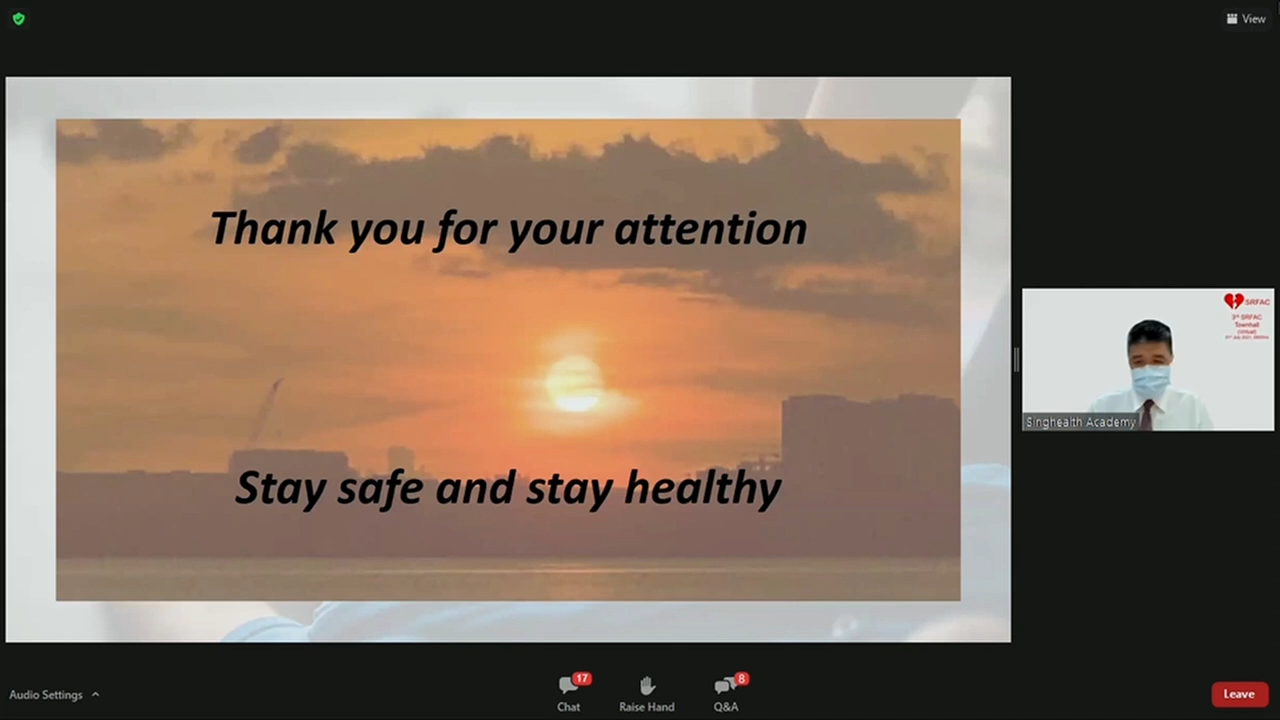 View
Thank you for your attention
Stay safe and stay healthy
SRFAC
3rd SRFAC
Townhall
(Virtual)
Singhealth Academy
Audio Settings
17
Chat
Raise Hand
8
Q&A
Leave